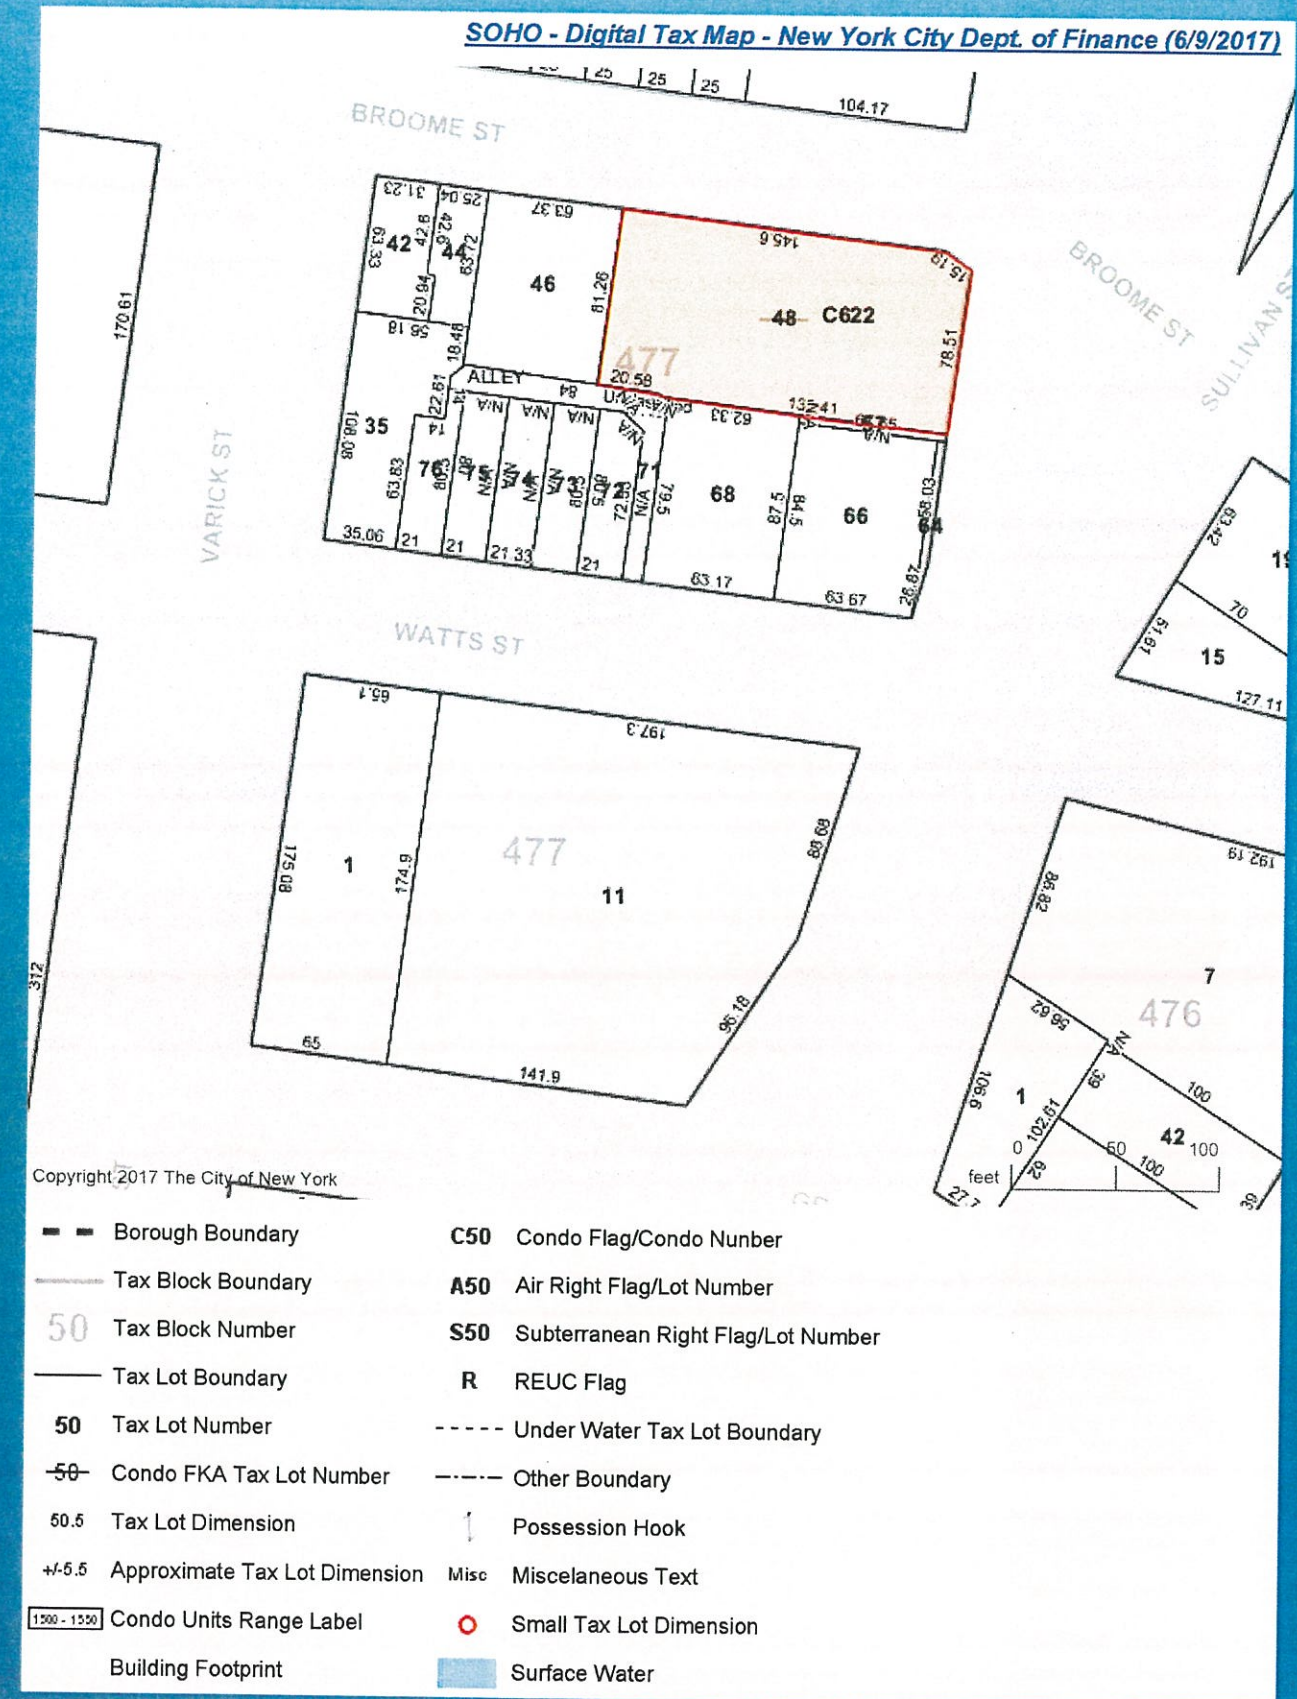 SOHO - Digital Tax Map - New York City Dept. of Finance (6/9/2017)
25
25
25
104.17
BROOME ST
31.23
25.04
63.37
145.6
15.19
BROOME ST
SULLIVAN S
170.61
63.33
42
42.6
42.6
44
63.72
46
81.26
48
C622
78.51
20.94
56.18
18.48
477
ALLEY
84
20.58
132.41
62.33
N/A
N/A
N/A
N/A
N/A
N/A
22.61
14
14
VARICK ST
108.08
35
63.83
76
75
74
73
72
71
79.5
68
87.5
84.5
66
58.03
64
26.87
35.06
21
21
21.33
21
63.17
63.67
63.42
19
70
51.61
15
127.11
WATTS ST
65.1
197.3
175.08
1
174.9
477
11
89.68
96.18
65
141.9
312
192.19
86.82
7
476
56.62
N/A
39
100
106.6
1
102.61
42
62
100
27.7
39
0
50
100
feet
ST
Copyright 2017 The City of New York
Borough Boundary
Tax Block Boundary
50 Tax Block Number
Tax Lot Boundary
50 Tax Lot Number
50 Condo FKA Tax Lot Number
50.5 Tax Lot Dimension
+/-5.5 Approximate Tax Lot Dimension
1500 - 1550 Condo Units Range Label
Building Footprint
C50 Condo Flag/Condo Nunber
A50 Air Right Flag/Lot Number
S50 Subterranean Right Flag/Lot Number
R REUC Flag
Under Water Tax Lot Boundary
Other Boundary
Possession Hook
Misc Miscelaneous Text
Small Tax Lot Dimension
Surface Water